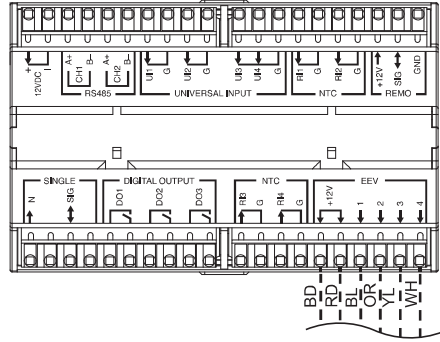 + - A+ B- A+ B- UI1 G UI2 G UI3 UI4 G RI1 G RI2 G +12V SIG GND
12VDC CH1 CH2
RS485 UNIVERSAL INPUT NTC REMO
SINGLE DIGITAL OUTPUT NTC EEV
N SIG DO1 DO2 DO3 RI3 G RI4 G +12V 1 2 3 4
BD RD BL OR YL WH